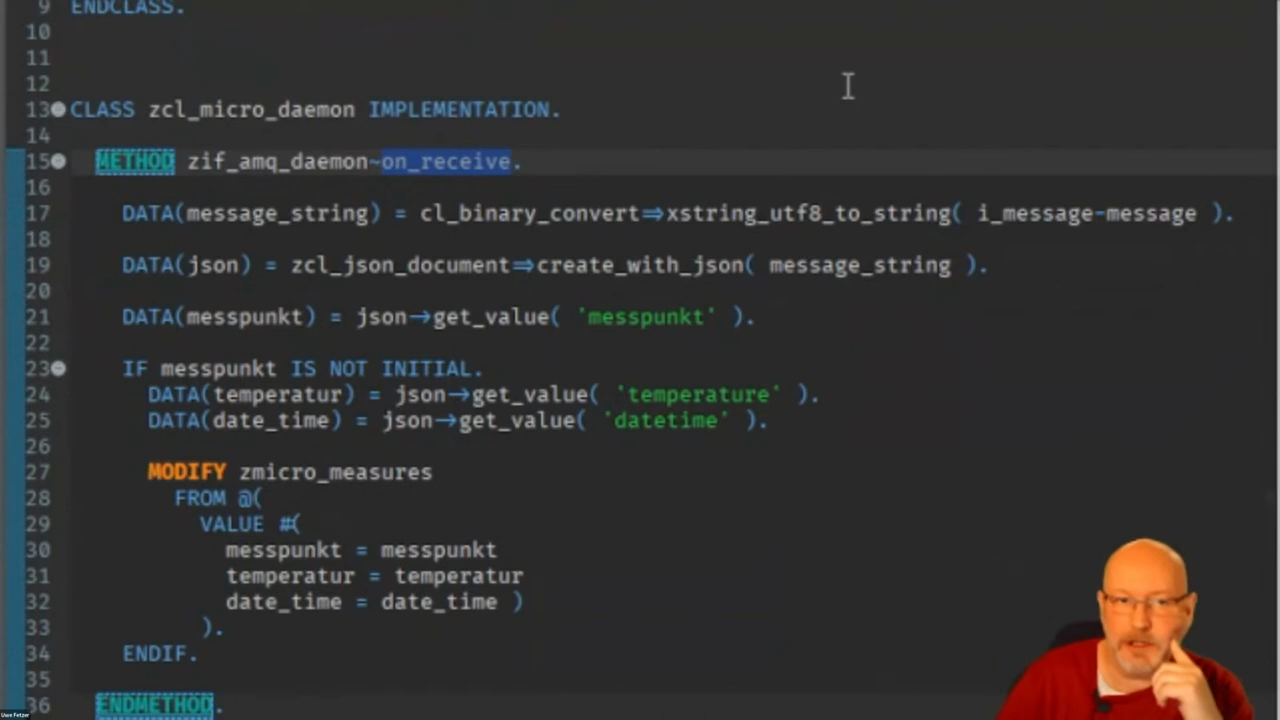 9 ENDCLASS.
10
11
12
13 CLASS zcl_micro_daemon IMPLEMENTATION.
14
15 METHOD zif_amq_daemon~on_receive.
16
17 DATA(message_string) = cl_binary_convert=>xstring_utf8_to_string( i_message-message ).
18
19 DATA(json) = zcl_json_document=>create_with_json( message_string ).
20
21 DATA(messpunkt) = json->get_value( 'messpunkt' ).
22
23 IF messpunkt IS NOT INITIAL.
24 DATA(temperatur) = json->get_value( 'temperature' ).
25 DATA(date_time) = json->get_value( 'datetime' ).
26
27 MODIFY zmicro_measures
28 FROM @(
29 VALUE #(
30 messpunkt = messpunkt
31 temperatur = temperatur
32 date_time = date_time )
33 ).
34 ENDIF.
35
36 ENDMETHOD.
Uwe Fetzer